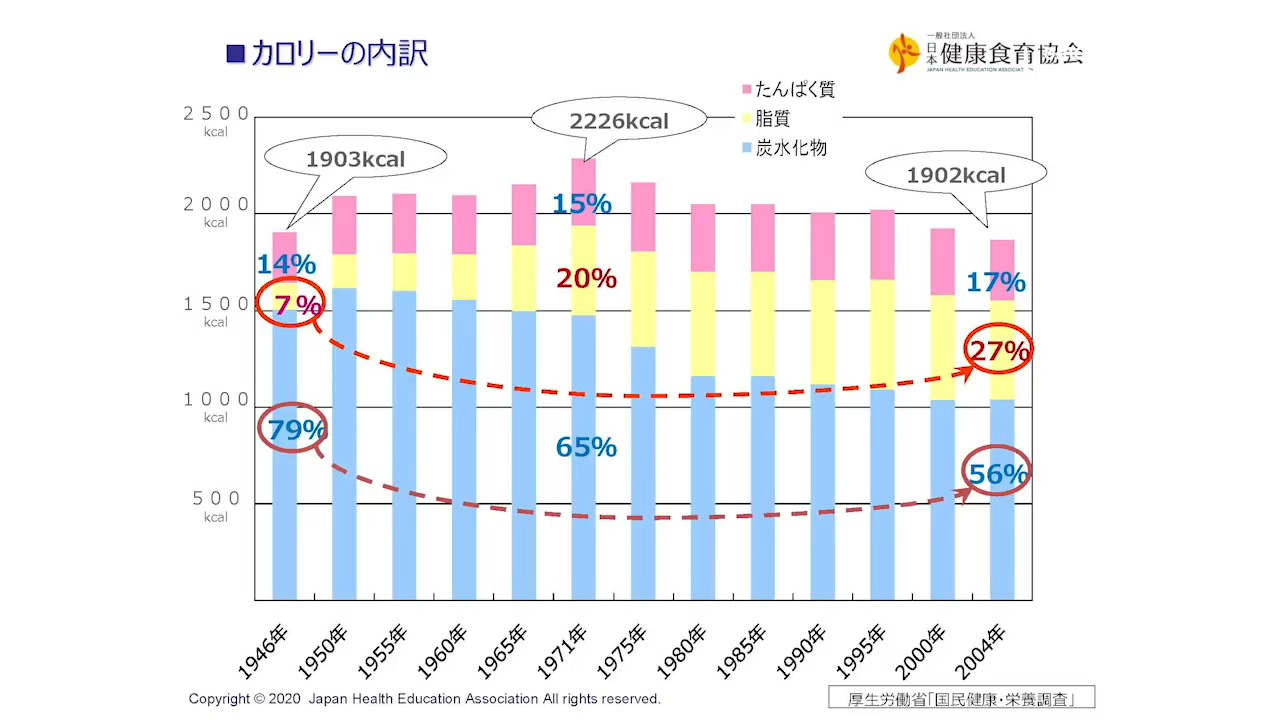 ■カロリーの内訳
一般社団法人
日本健康食育協会
JAPAN HEALTH EDUCATION ASSOCIAT
たんぱく質
脂質
炭水化物
2500
kcal
2000
kcal
1500
kcal
1000
kcal
500
kcal
1903kcal
2226kcal
1902kcal
14%
7%
79%
15%
20%
65%
17%
27%
56%
1946年
1950年
1955年
1960年
1965年
1971年
1975年
1980年
1985年
1990年
1995年
2000年
2004年
Copyright © 2020 Japan Health Education Association All rights reserved.
厚生労働省「国民健康・栄養調査」